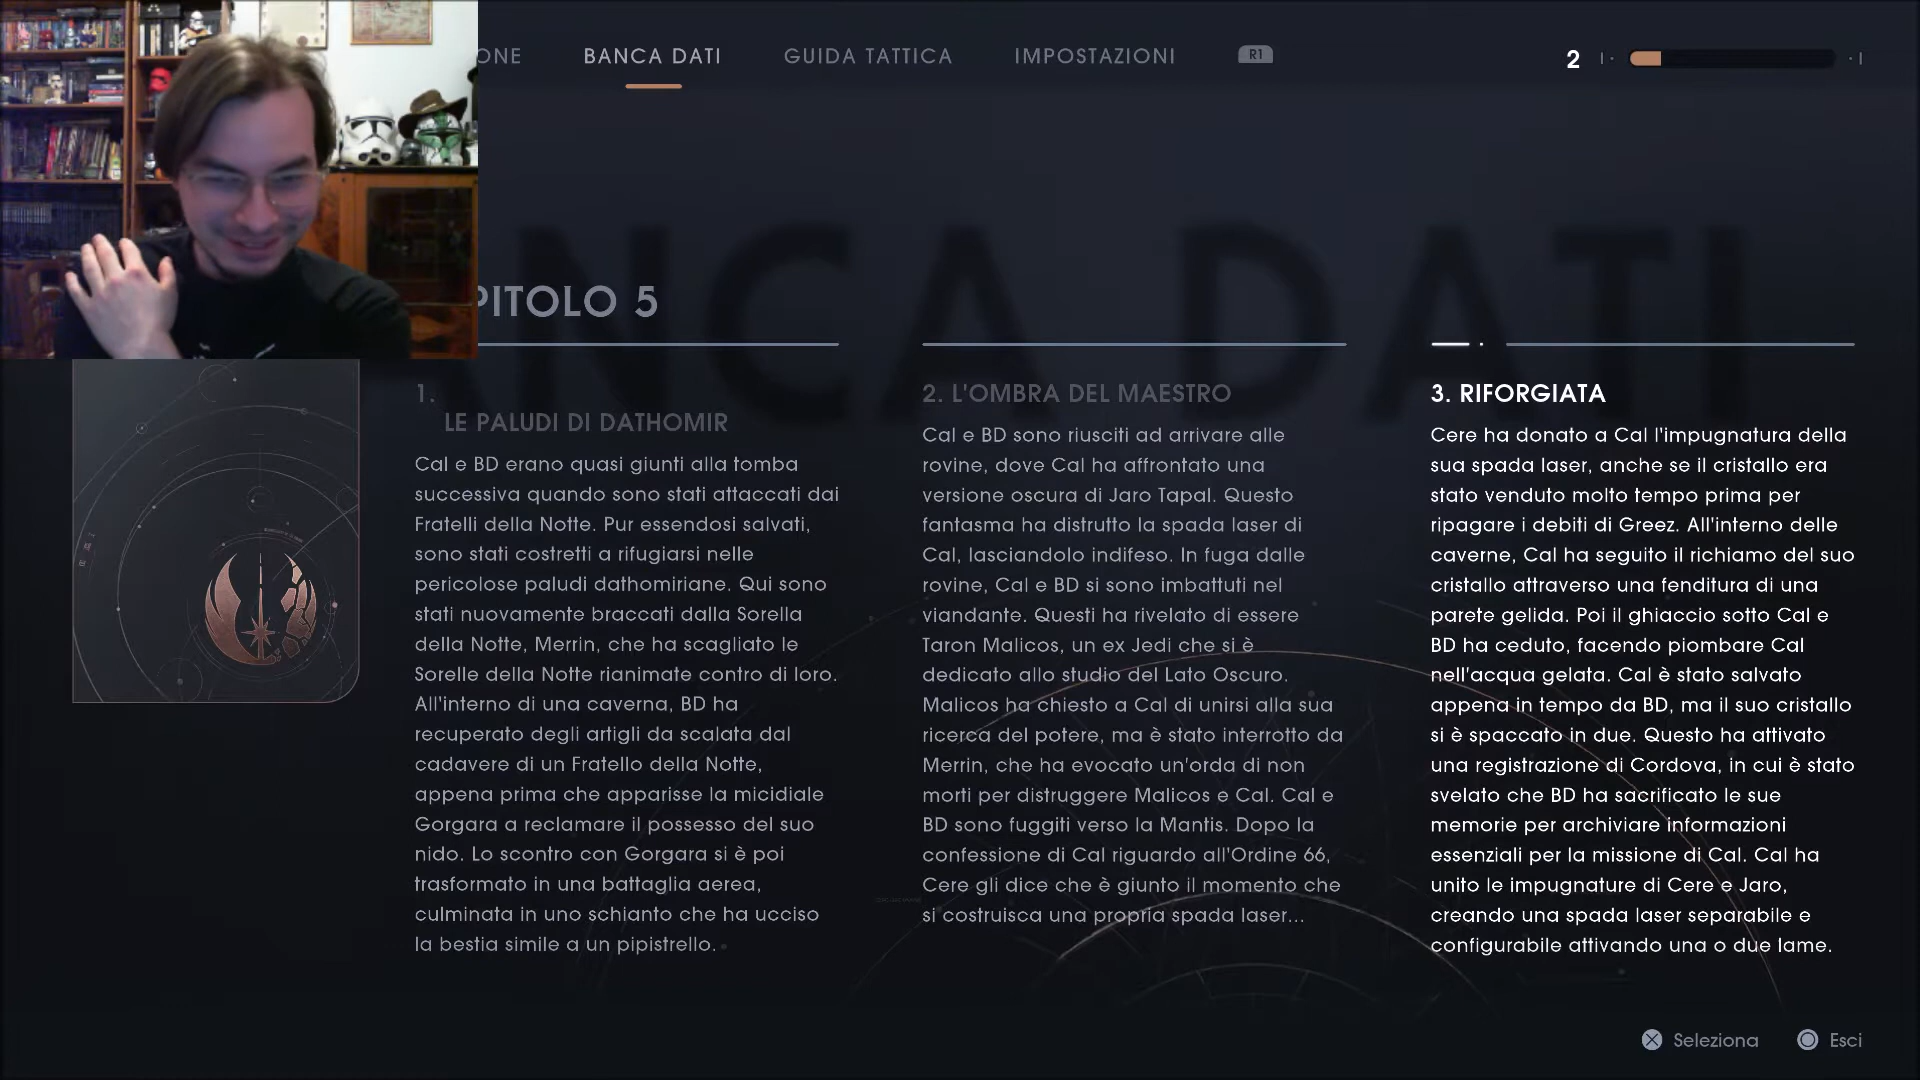 ONE
BANCA DATI
GUIDA TATTICA
IMPOSTAZIONI
R1
2
PITOLO 5
1.
LE PALUDI DI DATHOMIR
Cal e BD erano quasi giunti alla tomba
successiva quando sono stati attaccati dai
Fratelli della Notte. Pur essendosi salvati,
sono stati costretti a rifugiarsi nelle
pericolose paludi dathomiriane. Qui sono
stati nuovamente braccati dalla Sorella
della Notte, Merrin, che ha scagliato le
Sorelle della Notte rianimate contro di loro.
All'interno di una caverna, BD ha
recuperato degli artigli da scalata dal
cadavere di un Fratello della Notte,
appena prima che apparisse la micidiale
Gorgara a reclamare il possesso del suo
nido. Lo scontro con Gorgara si è poi
trasformato in una battaglia aerea,
culminata in uno schianto che ha ucciso
la bestia simile a un pipistrello.
2. L'OMBRA DEL MAESTRO
Cal e BD sono riusciti ad arrivare alle
rovine, dove Cal ha affrontato una
versione oscura di Jaro Tapal. Questo
fantasma ha distrutto la spada laser di
Cal, lasciandolo indifeso. In fuga dalle
rovine, Cal e BD si sono imbattuti nel
viandante. Questi ha rivelato di essere
Taron Malicos, un ex Jedi che si è
dedicato allo studio del Lato Oscuro.
Malicos ha chiesto a Cal di unirsi alla sua
ricerca del potere, ma è stato interrotto da
Merrin, che ha evocato un'orda di non
morti per distruggere Malicos e Cal. Cal e
BD sono fuggiti verso la Mantis. Dopo la
confessione di Cal riguardo all'Ordine 66,
Cere gli dice che è giunto il momento che
si costruisca una propria spada laser...
3. RIFORGIATA
Cere ha donato a Cal l'impugnatura della
sua spada laser, anche se il cristallo era
stato venduto molto tempo prima per
ripagare i debiti di Greez. All'interno delle
caverne, Cal ha seguito il richiamo del suo
cristallo attraverso una fenditura di una
parete gelida. Poi il ghiaccio sotto Cal e
BD ha ceduto, facendo piombare Cal
nell'acqua gelata. Cal è stato salvato
appena in tempo da BD, ma il suo cristallo
si è spaccato in due. Questo ha attivato
una registrazione di Cordova, in cui è stato
svelato che BD ha sacrificato le sue
memorie per archiviare informazioni
essenziali per la missione di Cal. Cal ha
unito le impugnature di Cere e Jaro,
creando una spada laser separabile e
configurabile attivando una o due lame.
NCA DATI
Seleziona
Esci